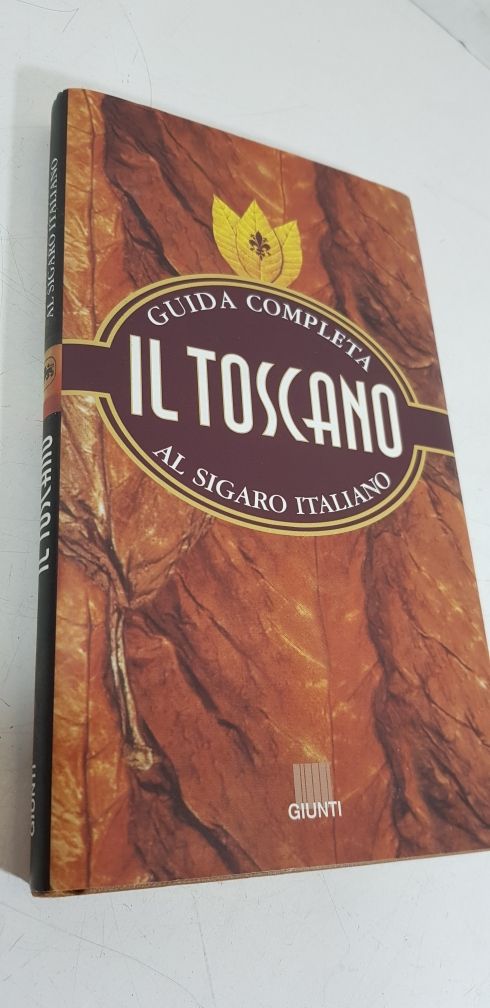 GUIDA COMPLETA
IL TOSCANO
AL SIGARO ITALIANO
GIUNTI
AL SIGARO ITALIANO
IL TOSCANO
GIUNTI